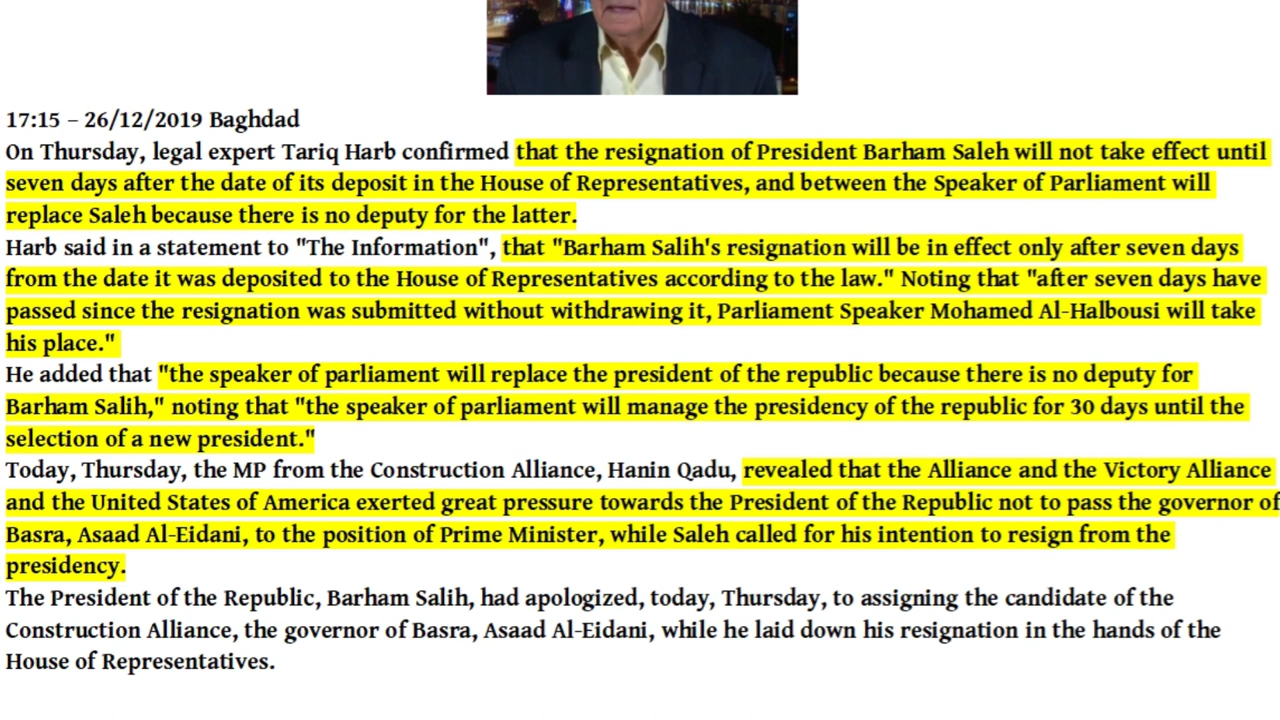 17:15 – 26/12/2019 Baghdad
On Thursday, legal expert Tariq Harb confirmed that the resignation of President Barham Saleh will not take effect until
seven days after the date of its deposit in the House of Representatives, and between the Speaker of Parliament will
replace Saleh because there is no deputy for the latter.
Harb said in a statement to "The Information", that "Barham Salih's resignation will be in effect only after seven days
from the date it was deposited to the House of Representatives according to the law." Noting that "after seven days have
passed since the resignation was submitted without withdrawing it, Parliament Speaker Mohamed Al-Halbousi will take
his place."
He added that "the speaker of parliament will replace the president of the republic because there is no deputy for
Barham Salih," noting that "the speaker of parliament will manage the presidency of the republic for 30 days until the
selection of a new president."
Today, Thursday, the MP from the Construction Alliance, Hanin Qadu, revealed that the Alliance and the Victory Alliance
and the United States of America exerted great pressure towards the President of the Republic not to pass the governor of
Basra, Asaad Al-Eidani, to the position of Prime Minister, while Saleh called for his intention to resign from the
presidency.
The President of the Republic, Barham Salih, had apologized, today, Thursday, to assigning the candidate of the
Construction Alliance, the governor of Basra, Asaad Al-Eidani, while he laid down his resignation in the hands of the
House of Representatives.